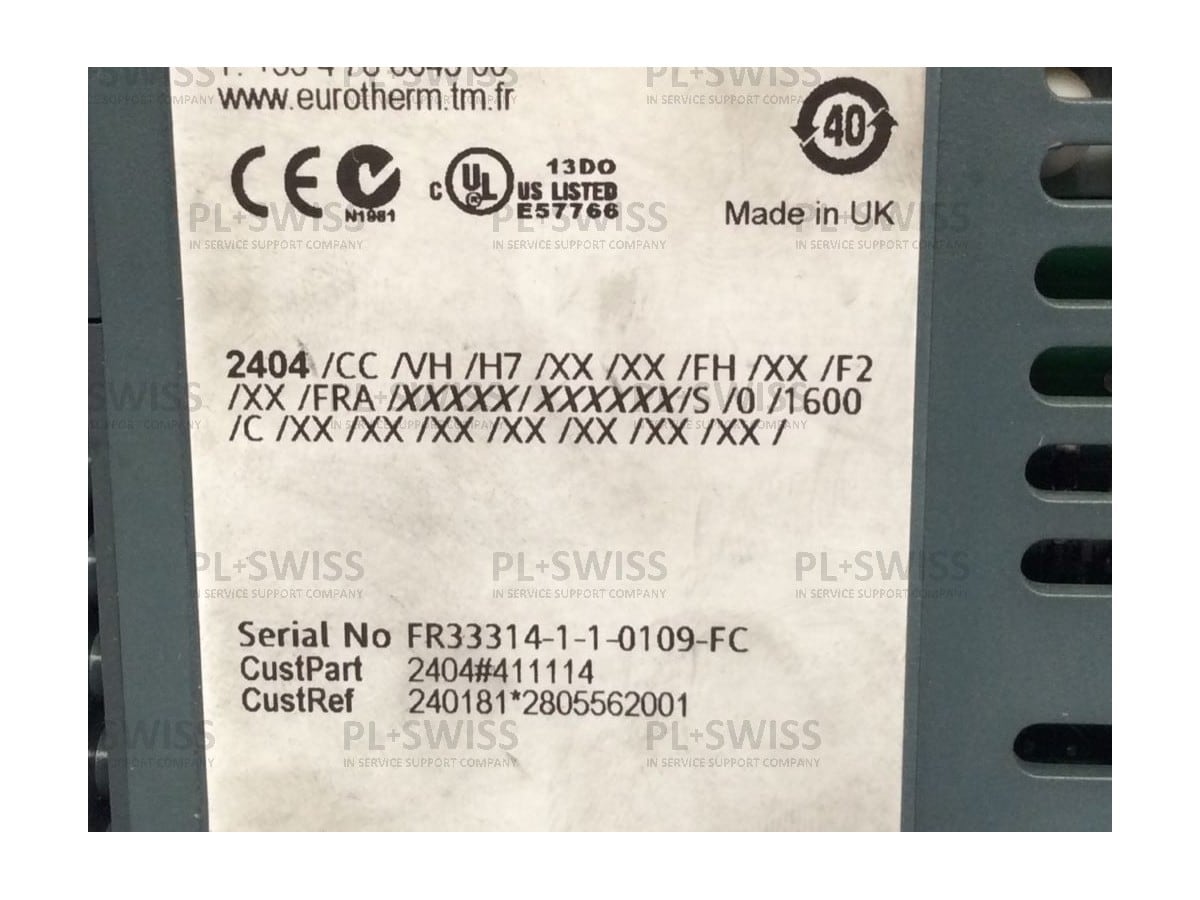 www.eurotherm.tm.fr
40
CE N1981
C UL US LISTED
13DO
E57766
Made in UK
2404 /CC /VH /H7 /XX /XX /FH /XX /F2
/XX /FRA /XXXXX/XXXXXX/S /0 /1600
/C /XX /XX /XX /XX /XX /XX /XX /
Serial No FR33314-1-1-0109-FC
CustPart 2404#411114
CustRef 240181*2805562001
PL+SWISS
IN SERVICE SUPPORT COMPANY